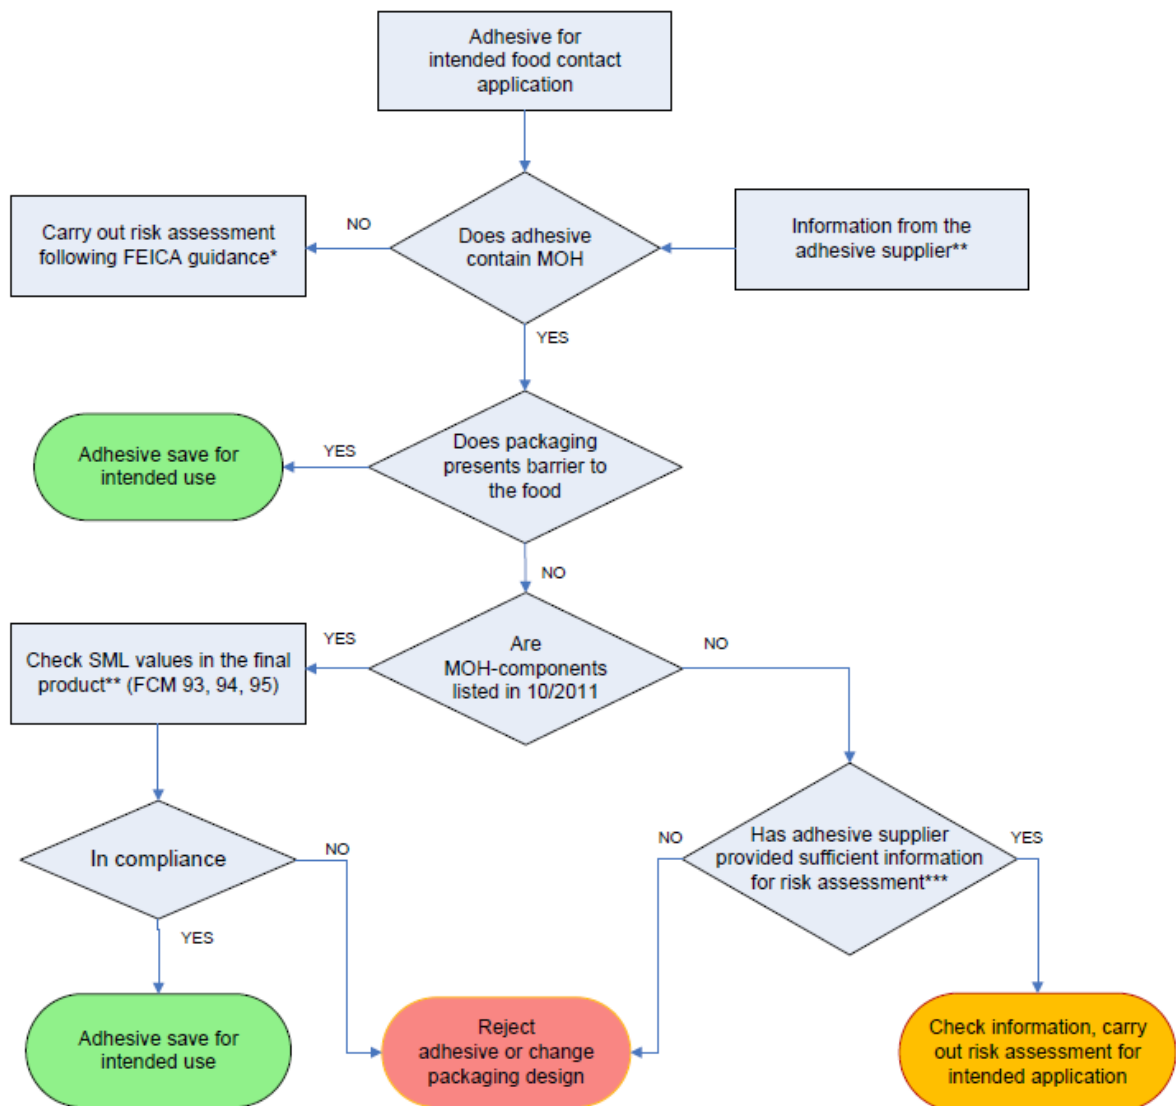 Adhesive for
intended food contact
application
NO
Carry out risk assessment
following FEICA guidance*
Does adhesive
contain MOH
Information from the
adhesive supplier**
YES
Adhesive save for
intended use
YES
Does packaging
presents barrier to
the food
NO
Check SML values in the final
product** (FCM 93, 94, 95)
YES
Are
MOH-components
listed in 10/2011
NO
In compliance
NO
NO
Has adhesive supplier
provided sufficient information
for risk assessment***
YES
YES
Adhesive save for
intended use
Reject
adhesive or change
packaging design
Check information, carry
out risk assessment for
intended application